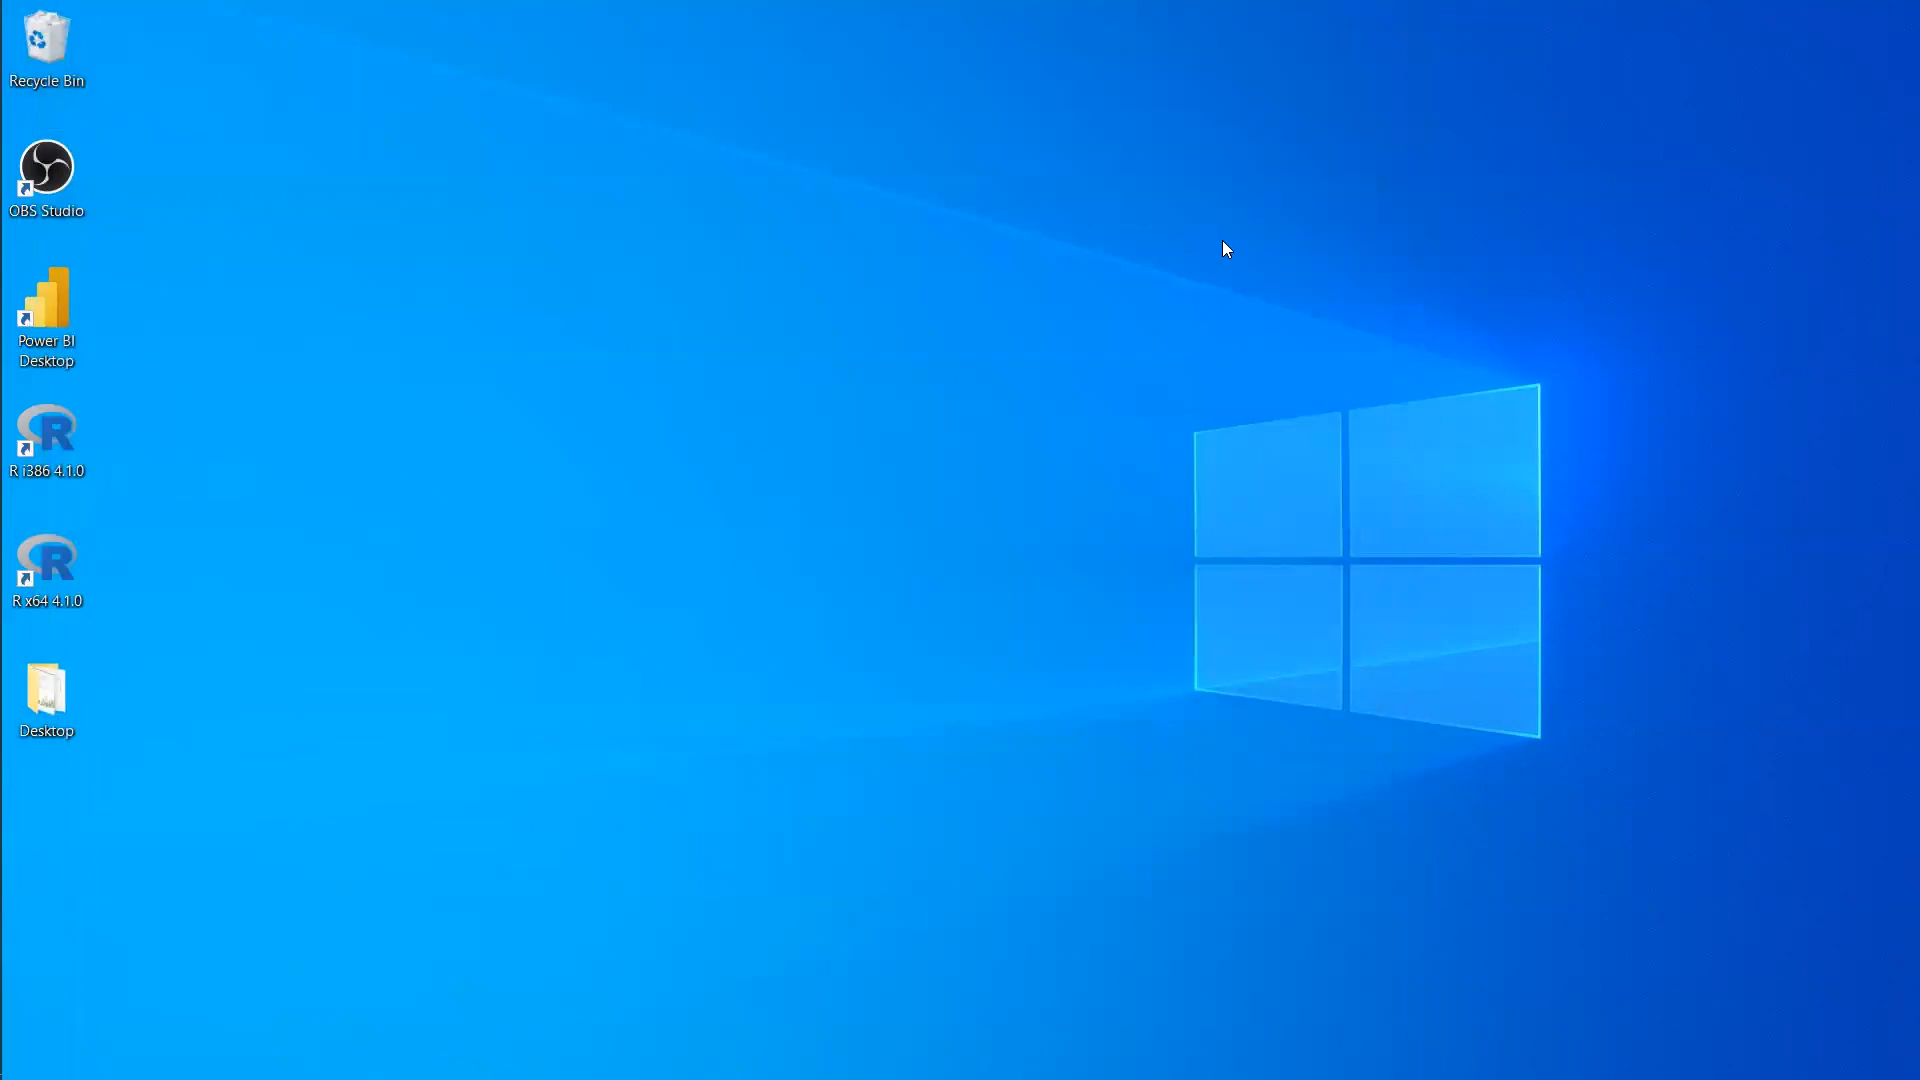 Recycle Bin
OBS Studio
Power BI
Desktop
R i386 4.1.0
R x64 4.1.0
Desktop